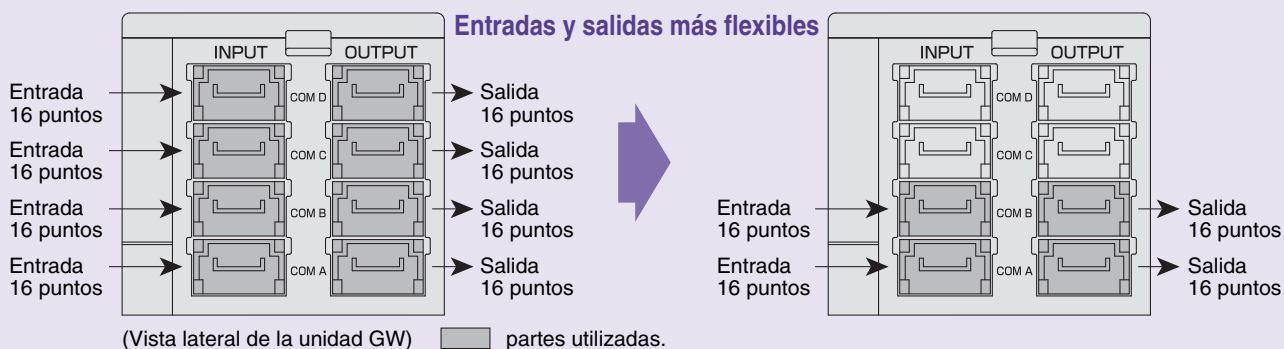 Entradas y salidas más flexibles
INPUT OUTPUT
Entrada
16 puntos
COM D
Salida
16 puntos
Entrada
16 puntos
COM C
Salida
16 puntos
Entrada
16 puntos
COM B
Salida
16 puntos
Entrada
16 puntos
COM A
Salida
16 puntos
INPUT OUTPUT
COM D
COM C
Entrada
16 puntos
COM B
Salida
16 puntos
Entrada
16 puntos
COM A
Salida
16 puntos
(Vista lateral de la unidad GW) partes utilizadas.